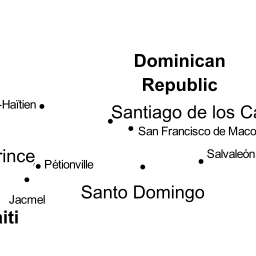 Dominican
Republic
-Haïtien
Santiago de los Ca
San Francisco de Maco
rince
Pétionville
Salvaleón
Santo Domingo
Jacmel
iti